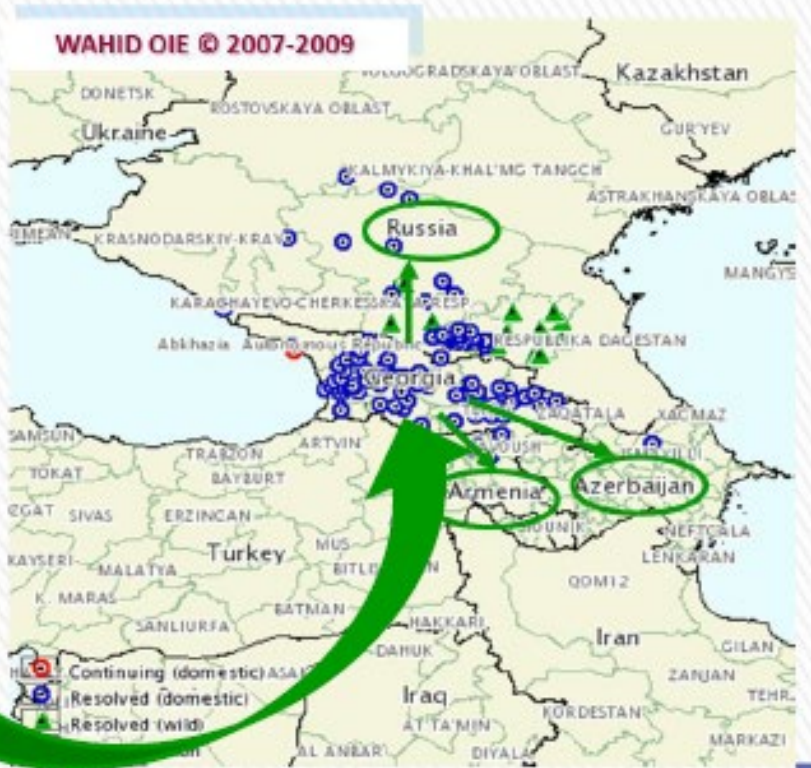 WAHID OIE © 2007-2009
VOLGOGRADSKAYA OBLAST
Kazakhstan
DONETSK
ROSTOVSKAYA OBLAST
Ukraine
GUR'YEV
KALMYKIYA-KHAL'MG TANGCH
ASTRAKHANSKAYA OBLAS
Russia
KRASNODARSKIY-KRAY
MANGYS
KARACHAYEVO-CHERKESSKAYA RESP
Abkhazia Autonomous Republic
RESPUBLIKA DAGESTAN
Georgia
ZAQATALA
XACMAZ
SAMSUN
ARTVIN
TRABZON
TOKAT
BAYBURT
Armenia
Azerbaijan
SIVAS
ERZINCAN
NEFTCALA
Turkey
MUS
LENKARAN
KAYSERI
MALATYA
QOM12
K. MARAS
BATMAN
SANLIURFA
HAKKARI
Iran
DAHUK
GILAN
Continuing (domestic)
ZANJAN
Resolved (domestic)
Iraq
TEHR
KORDESTAN
Resolved (wild)
AT TA'MIN
MARKAZI
AL ANBAR
DIYALA